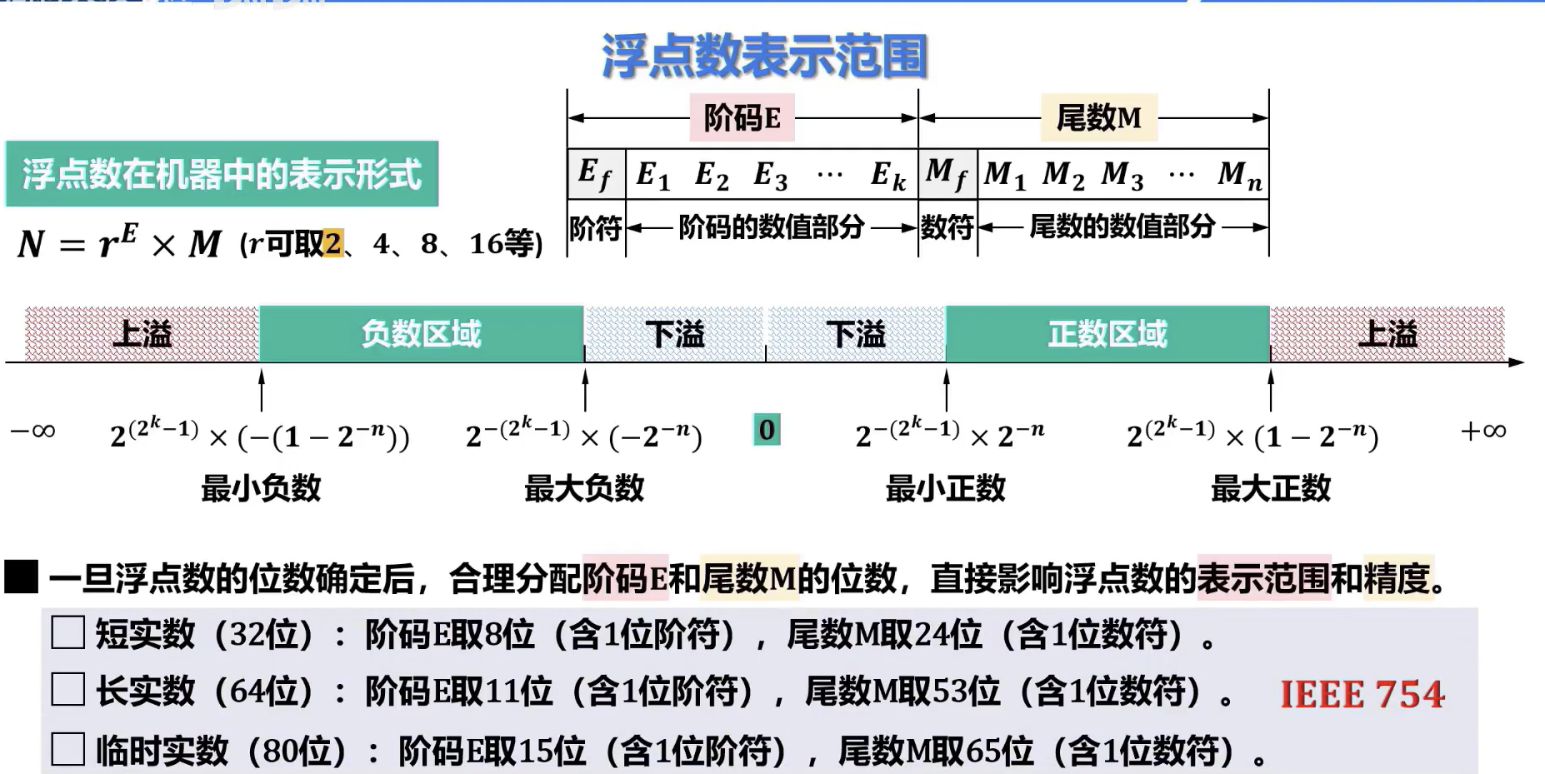 浮点数表示范围
阶码E 尾数M
浮点数在机器中的表示形式
E_f E_1 E_2 E_3 ⋯ E_k M_f M_1 M_2 M_3 ⋯ M_n
阶符 阶码的数值部分 数符 尾数的数值部分
N = r^E × M (r可取2、4、8、16等)
上溢 负数区域 下溢 下溢 正数区域 上溢
−∞ 2^(2^k−1) × (−(1 − 2^−n)) 2^−(2^k−1) × (−2^−n) 0 2^−(2^k−1) × 2^−n 2^(2^k−1) × (1 − 2^−n) +∞
最小负数 最大负数 最小正数 最大正数
■ 一旦浮点数的位数确定后，合理分配阶码E和尾数M的位数，直接影响浮点数的表示范围和精度。
□ 短实数（32位）：阶码E取8位（含1位阶符），尾数M取24位（含1位数符）。
□ 长实数（64位）：阶码E取11位（含1位阶符），尾数M取53位（含1位数符）。 IEEE 754
□ 临时实数（80位）：阶码E取15位（含1位阶符），尾数M取65位（含1位数符）。